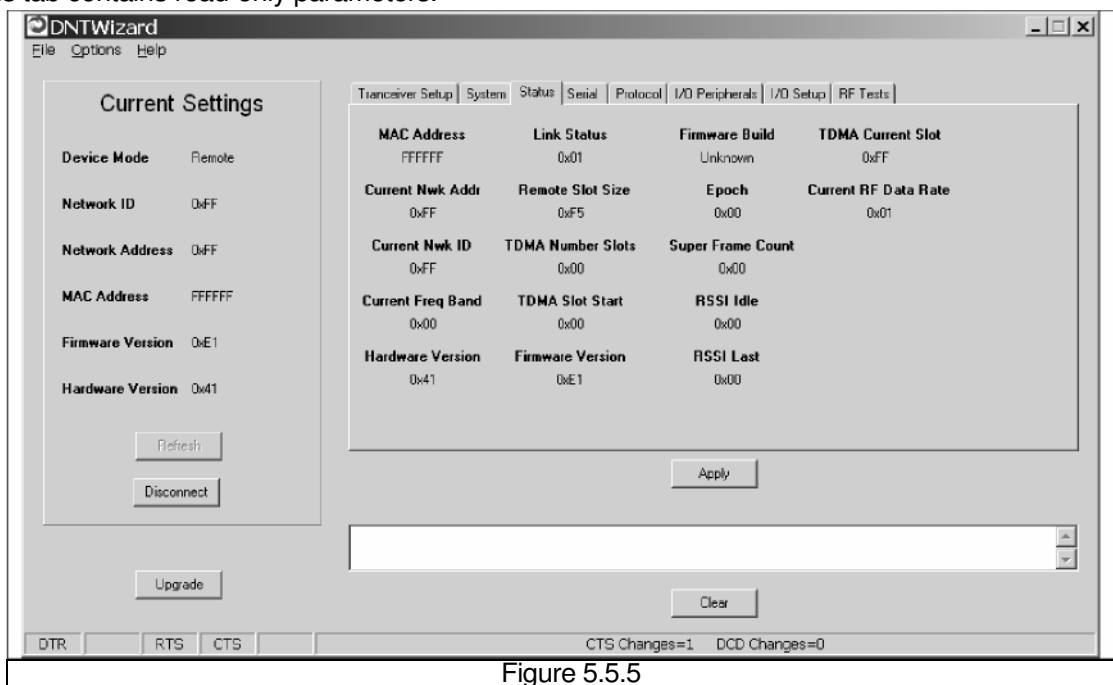 s tab contains read-only parameters.
DNTWizard
File Options Help
Current Settings
Device Mode Remote
Network ID 0xFF
Network Address 0xFF
MAC Address FFFFFF
Firmware Version 0xE1
Hardware Version 0x41
Refresh
Disconnect
Upgrade
Tranceiver Setup System Status Serial Protocol I/O Peripherals I/O Setup RF Tests
MAC Address Link Status Firmware Build TDMA Current Slot
FFFFFF 0x01 Unknown 0xFF
Current Nwk Addr Remote Slot Size Epoch Current RF Data Rate
0xFF 0xF5 0x00 0x01
Current Nwk ID TDMA Number Slots Super Frame Count
0xFF 0x00 0x00
Current Freq Band TDMA Slot Start RSSI Idle
0x00 0x00 0x00
Hardware Version Firmware Version RSSI Last
0x41 0xE1 0x00
Apply
Clear
DTR RTS CTS CTS Changes=1 DCD Changes=0
Figure 5.5.5